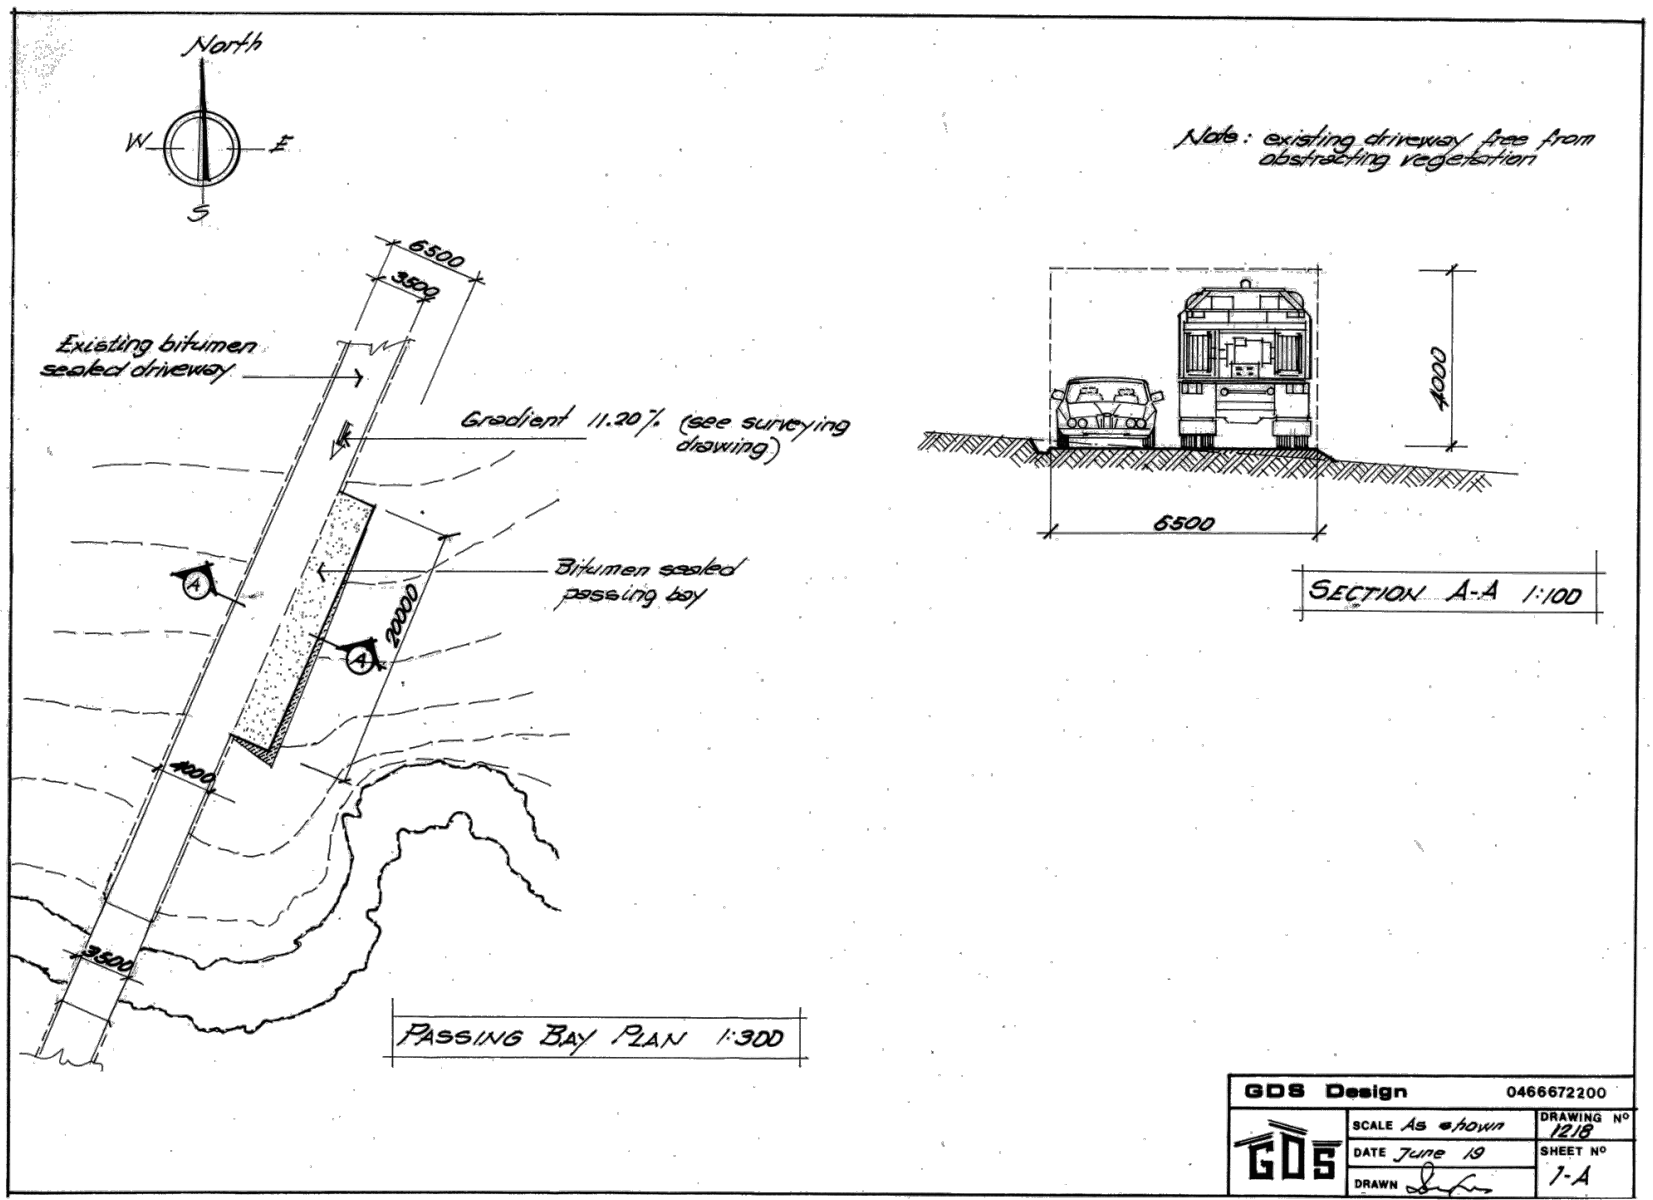 North
W
E
S
Note: existing driveway free from
obstracting vegetation
6500
3500
Existing bitumen
sealed driveway
Gradient 11.20% (see surveying
drawing)
4000
6500
Bitumen sealed
passing bay
A
A
20000
SECTION A-A 1:100
4000
3500
PASSING BAY PLAN 1:300
GDS Design 0466672200
GDS
SCALE As shown
DRAWING Nº
1218
DATE June 19
SHEET Nº
1-A
DRAWN